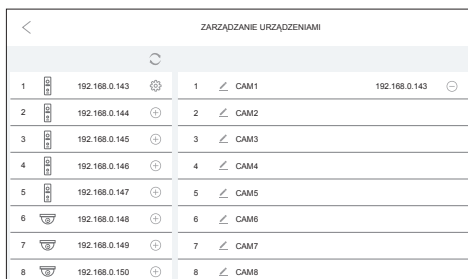 ZARZĄDZANIE URZĄDZENIAMI
1 192.168.0.143 1 CAM1 192.168.0.143
2 192.168.0.144 2 CAM2
3 192.168.0.145 3 CAM3
4 192.168.0.146 4 CAM4
5 192.168.0.147 5 CAM5
6 192.168.0.148 6 CAM6
7 192.168.0.149 7 CAM7
8 192.168.0.150 8 CAM8